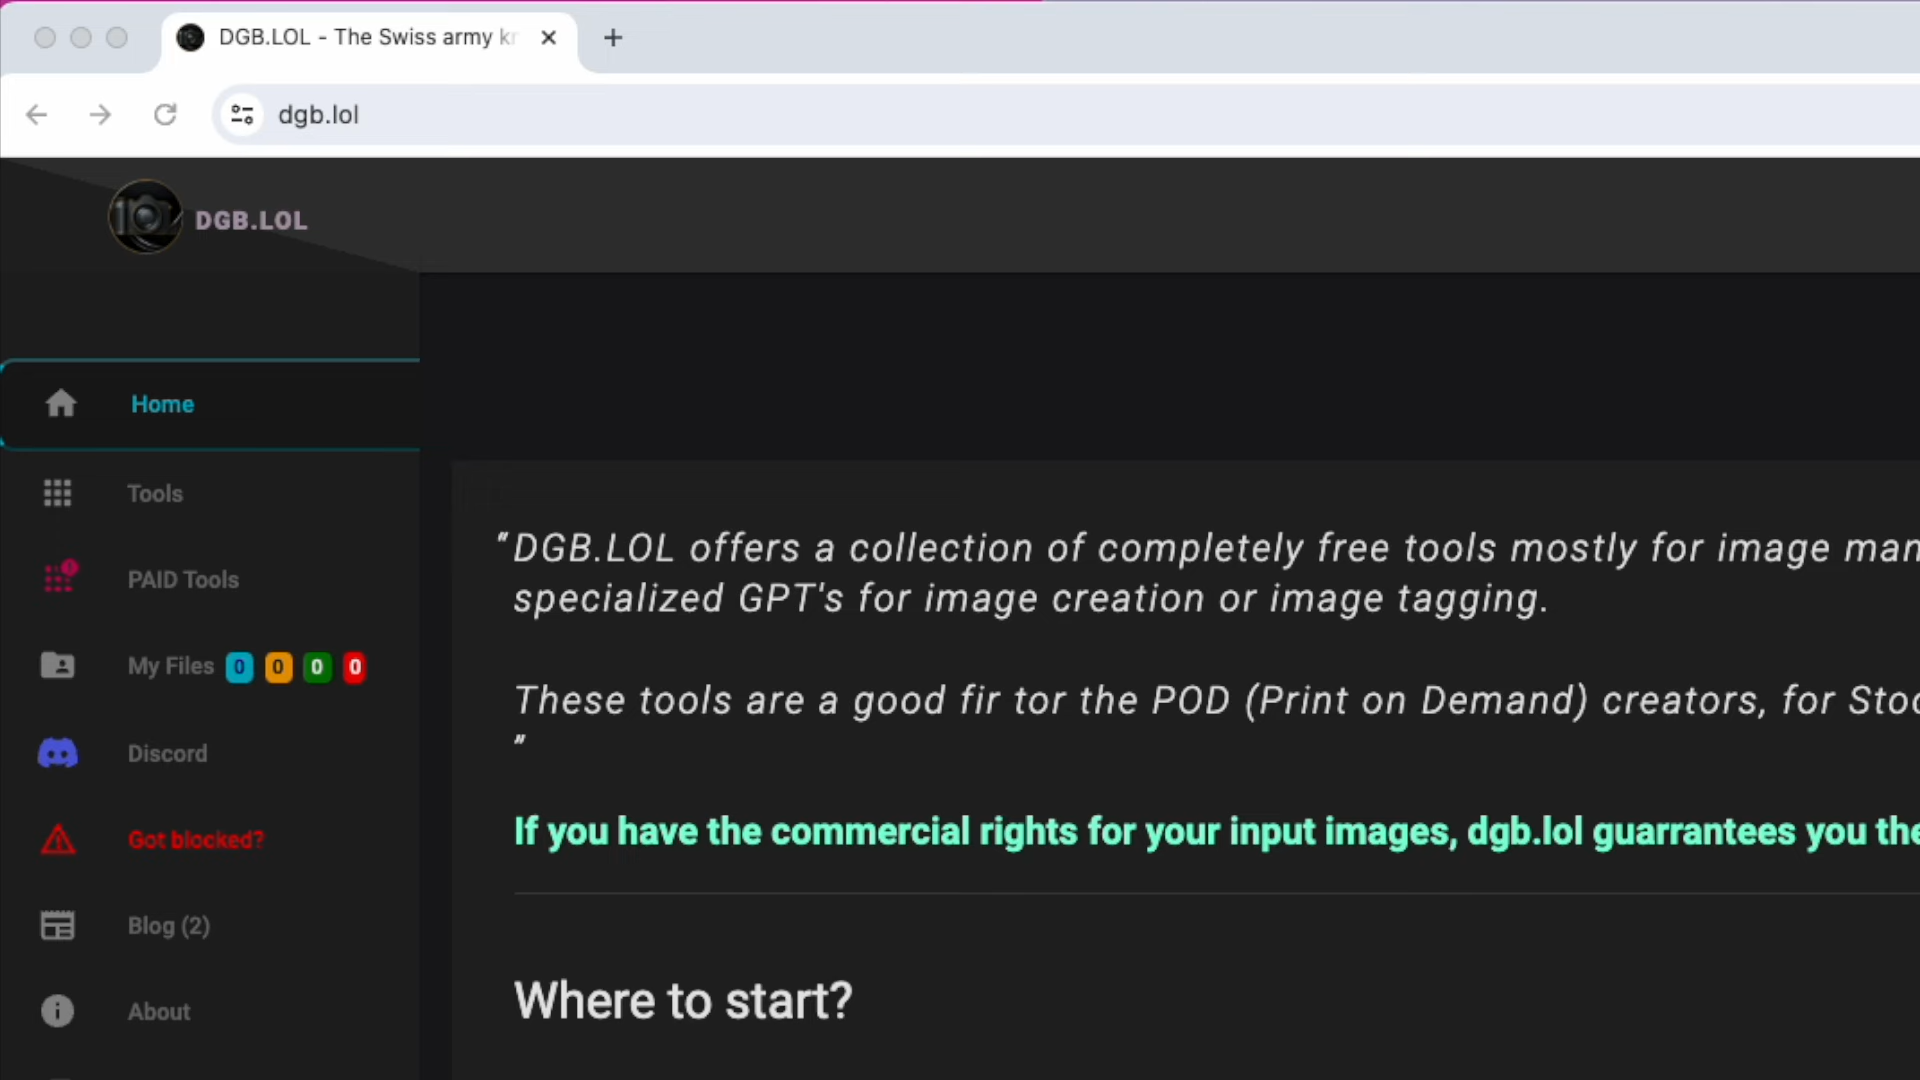 DGB.LOL - The Swiss army
dgb.lol
DGB.LOL
Home
Tools
PAID Tools
My Files 0 0 0 0
Discord
Got blocked?
Blog (2)
About
"DGB.LOL offers a collection of completely free tools mostly for image man
specialized GPT's for image creation or image tagging.
These tools are a good fir tor the POD (Print on Demand) creators, for Stoc
"
If you have the commercial rights for your input images, dgb.lol guarrantees you the
Where to start?